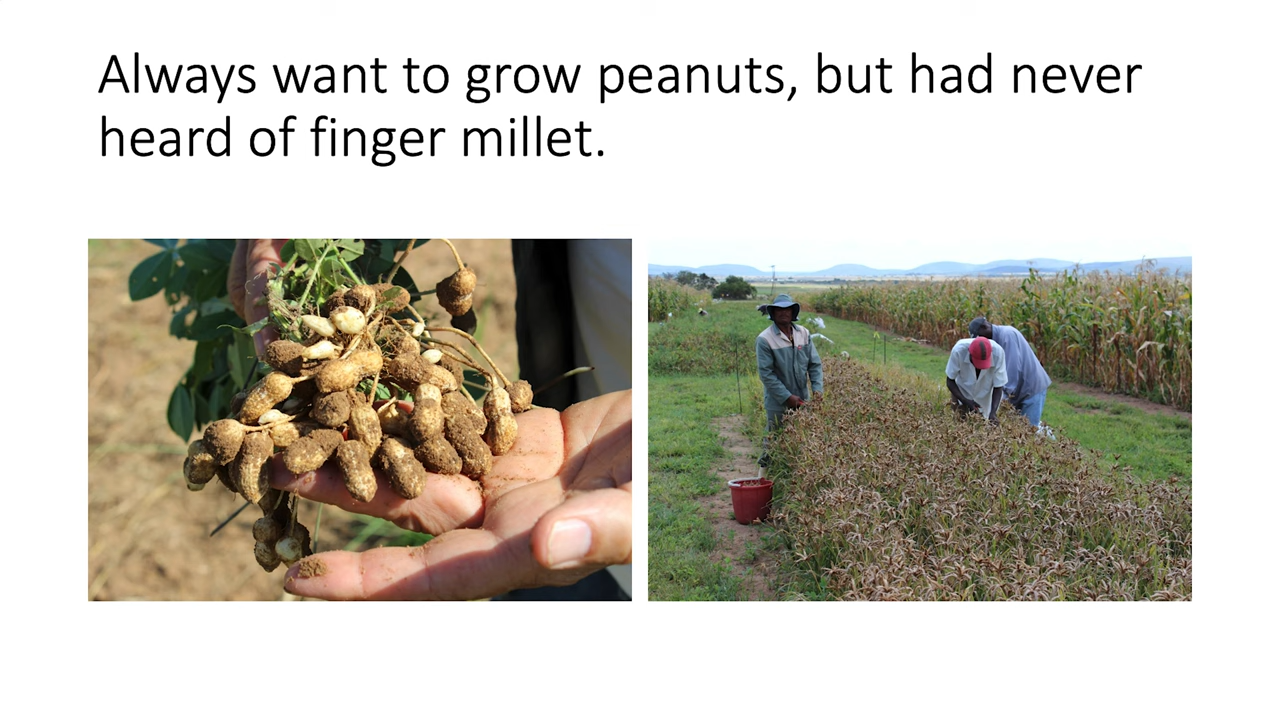 Always want to grow peanuts, but had never
heard of finger millet.